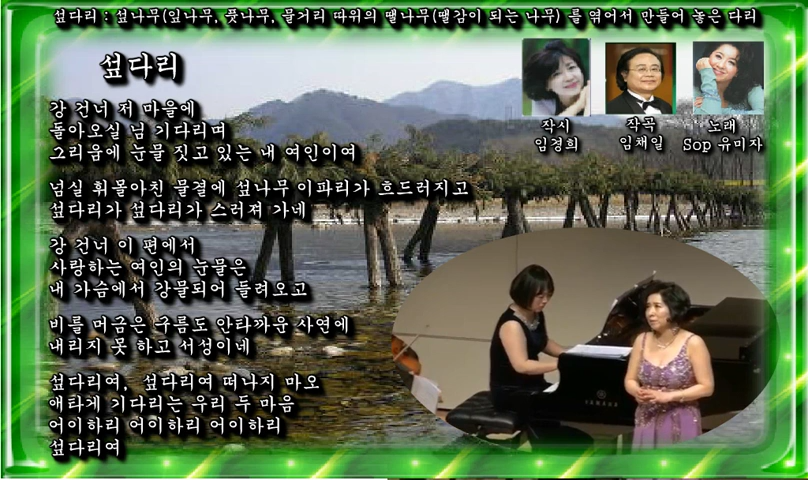 섶다리 : 섶나무(잎나무, 풋나무, 물거리 따위의 땔나무(땔감이 되는 나무) 를 엮어서 만들어 놓은 다리
섶다리
작시
임경희
작곡
임채일
노래
Sop 유미자
강 건너 저 마을에
돌아오실 님 기다리며
그리움에 눈물 짓고 있는 내 여인이여
넘실 휘몰아친 물결에 섶나무 이파리가 흐드러지고
섶다리가 섶다리가 스러져 가네
강 건너 이 편에서
사랑하는 여인의 눈물은
내 가슴에서 강물되어 들려오고
비를 머금은 구름도 안타까운 사연에
내리지 못 하고 서성이네
섶다리여, 섶다리여 떠나지 마오
애타게 기다리는 우리 두 마음
어이하리 어이하리 어이하리
섶다리여
YAMAHA